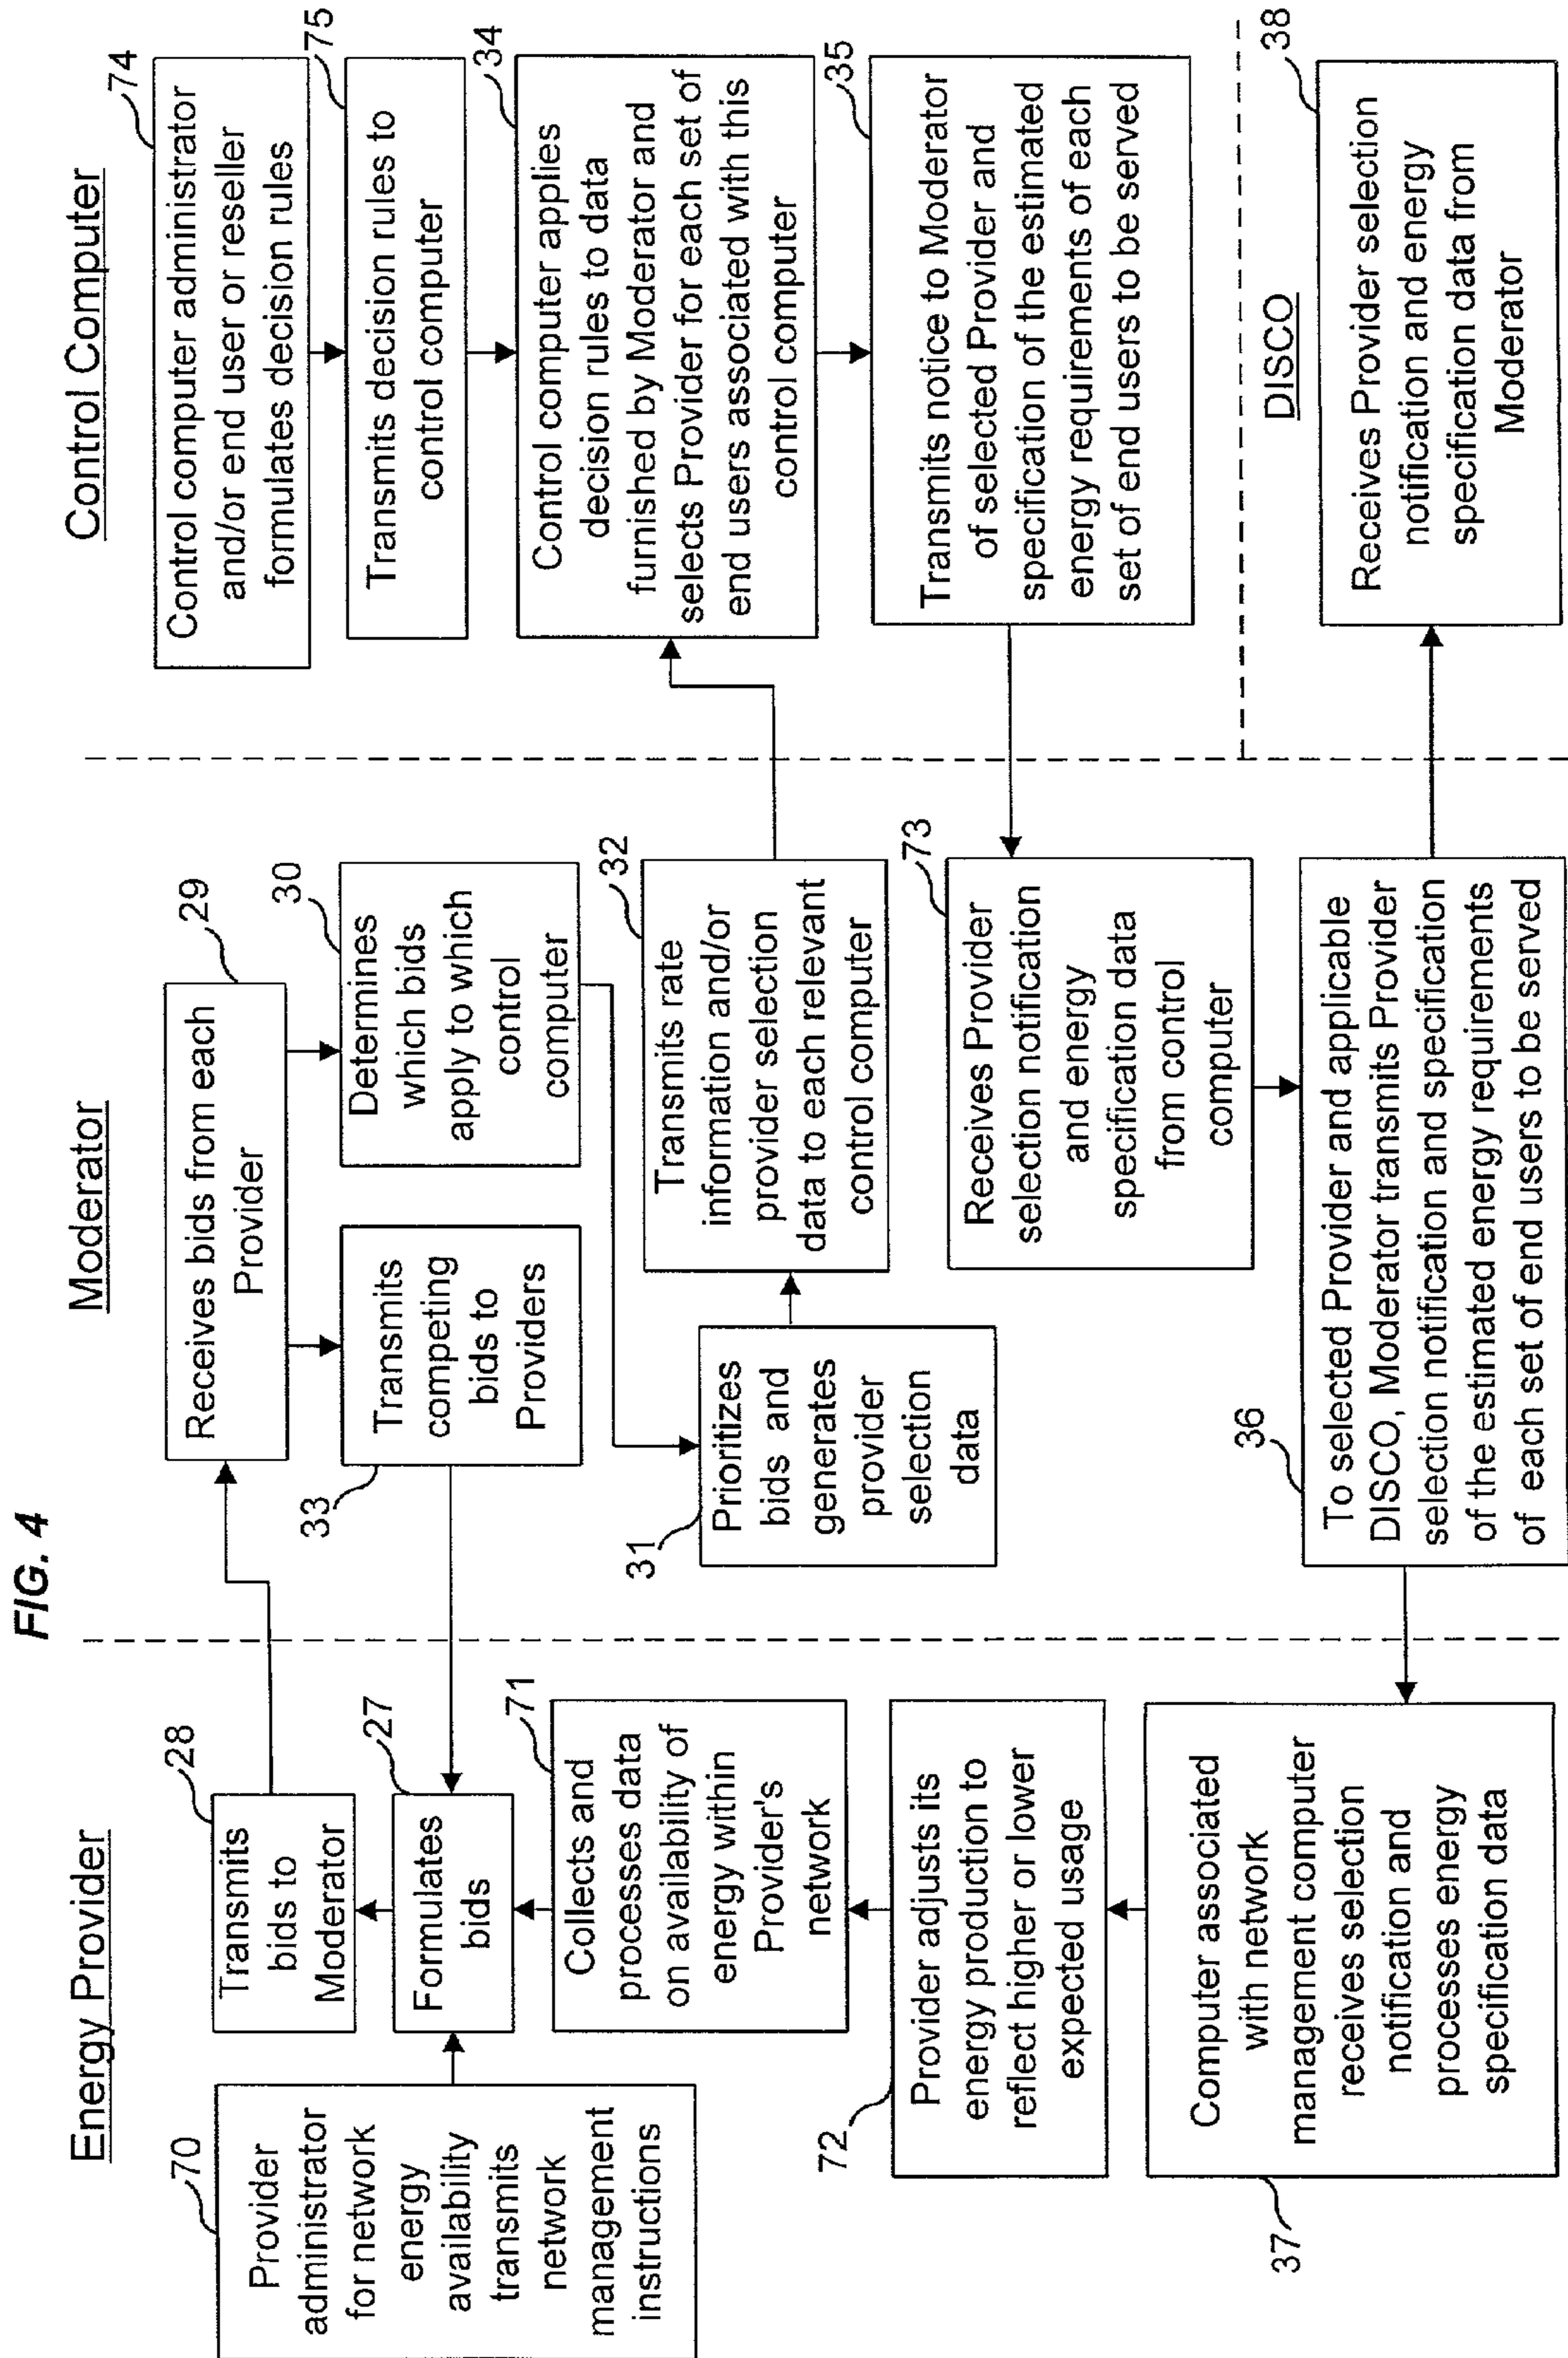 FIG. 4
Energy Provider
70
Provider
administrator
for network
energy
availability
transmits
network
management
instructions
28
Transmits
bids to
Moderator
27
Formulates
bids
71
Collects and
processes data
on availability of
energy within
Provider's
network
72
Provider adjusts its
energy production to
reflect higher or lower
expected usage
37
Computer associated
with network
management computer
receives selection
notification and
processes energy
specification data
Moderator
29
Receives bids from each
Provider
33
Transmits
competing
bids to
Providers
30
Determines
which bids
apply to which
control
computer
31
Prioritizes
bids and
generates
provider
selection
data
32
Transmits rate
information and/or
provider selection
data to each relevant
control computer
73
Receives Provider
selection notification
and energy
specification data
from control
computer
36
To selected Provider and applicable
DISCO, Moderator transmits Provider
selection notification and specification
of the estimated energy requirements
of each set of end users to be served
Control Computer
74
Control computer administrator
and/or end user or reseller
formulates decision rules
75
Transmits decision rules to
control computer
34
Control computer applies
decision rules to data
furnished by Moderator and
selects Provider for each set of
end users associated with this
control computer
35
Transmits notice to Moderator
of selected Provider and
specification of the estimated
energy requirements of each
set of end users to be served
DISCO
38
Receives Provider selection
notification and energy
specification data from
Moderator